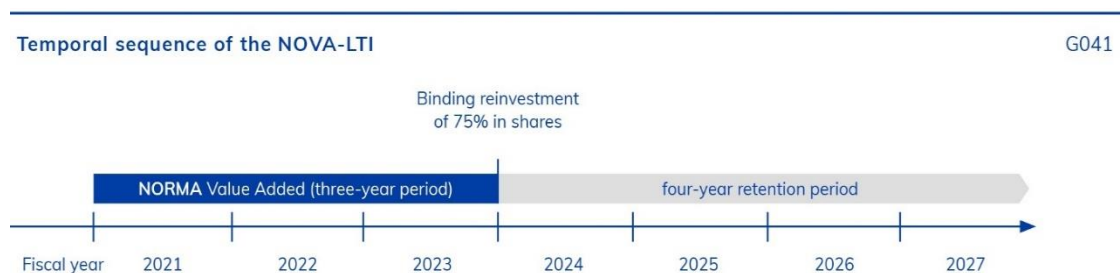 Temporal sequence of the NOVA-LTI G041
Binding reinvestment
of 75% in shares
NORMA Value Added (three-year period) four-year retention period
Fiscal year 2021 2022 2023 2024 2025 2026 2027